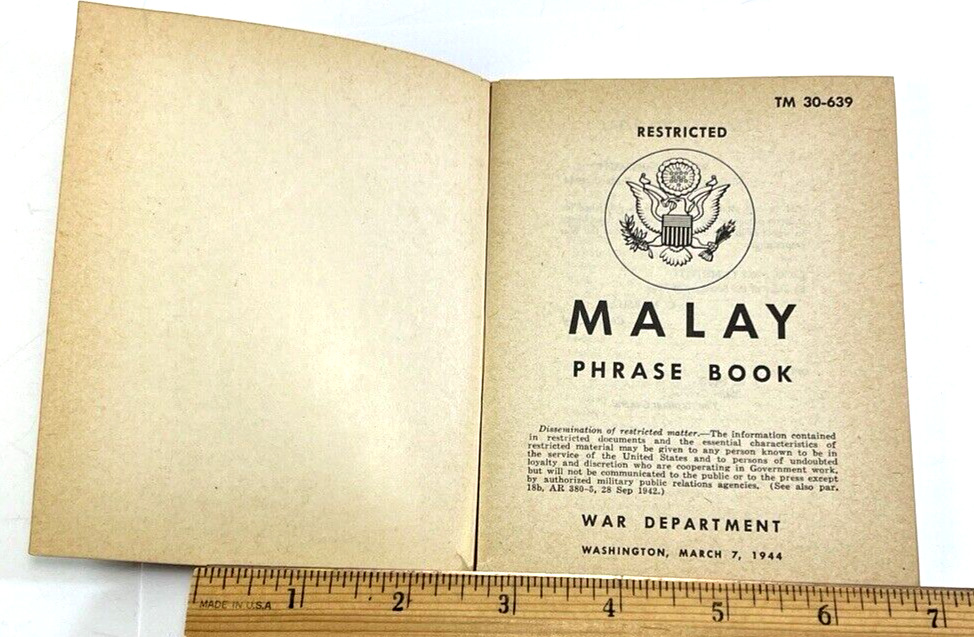 TM 30-639
RESTRICTED
MALAY
PHRASE BOOK
Dissemination of restricted matter.—The information contained
in restricted documents and the essential characteristics of
restricted material may be given to any person known to be in
the service of the United States and to persons of undoubted
loyalty and discretion who are cooperating in Government work,
but will not be communicated to the public or to the press except
by authorized military public relations agencies. (See also par.
18b, AR 380-5, 28 Sep 1942.)
WAR DEPARTMENT
WASHINGTON, MARCH 7, 1944
1 2 3 4 5 6 7
MADE IN U.S.A